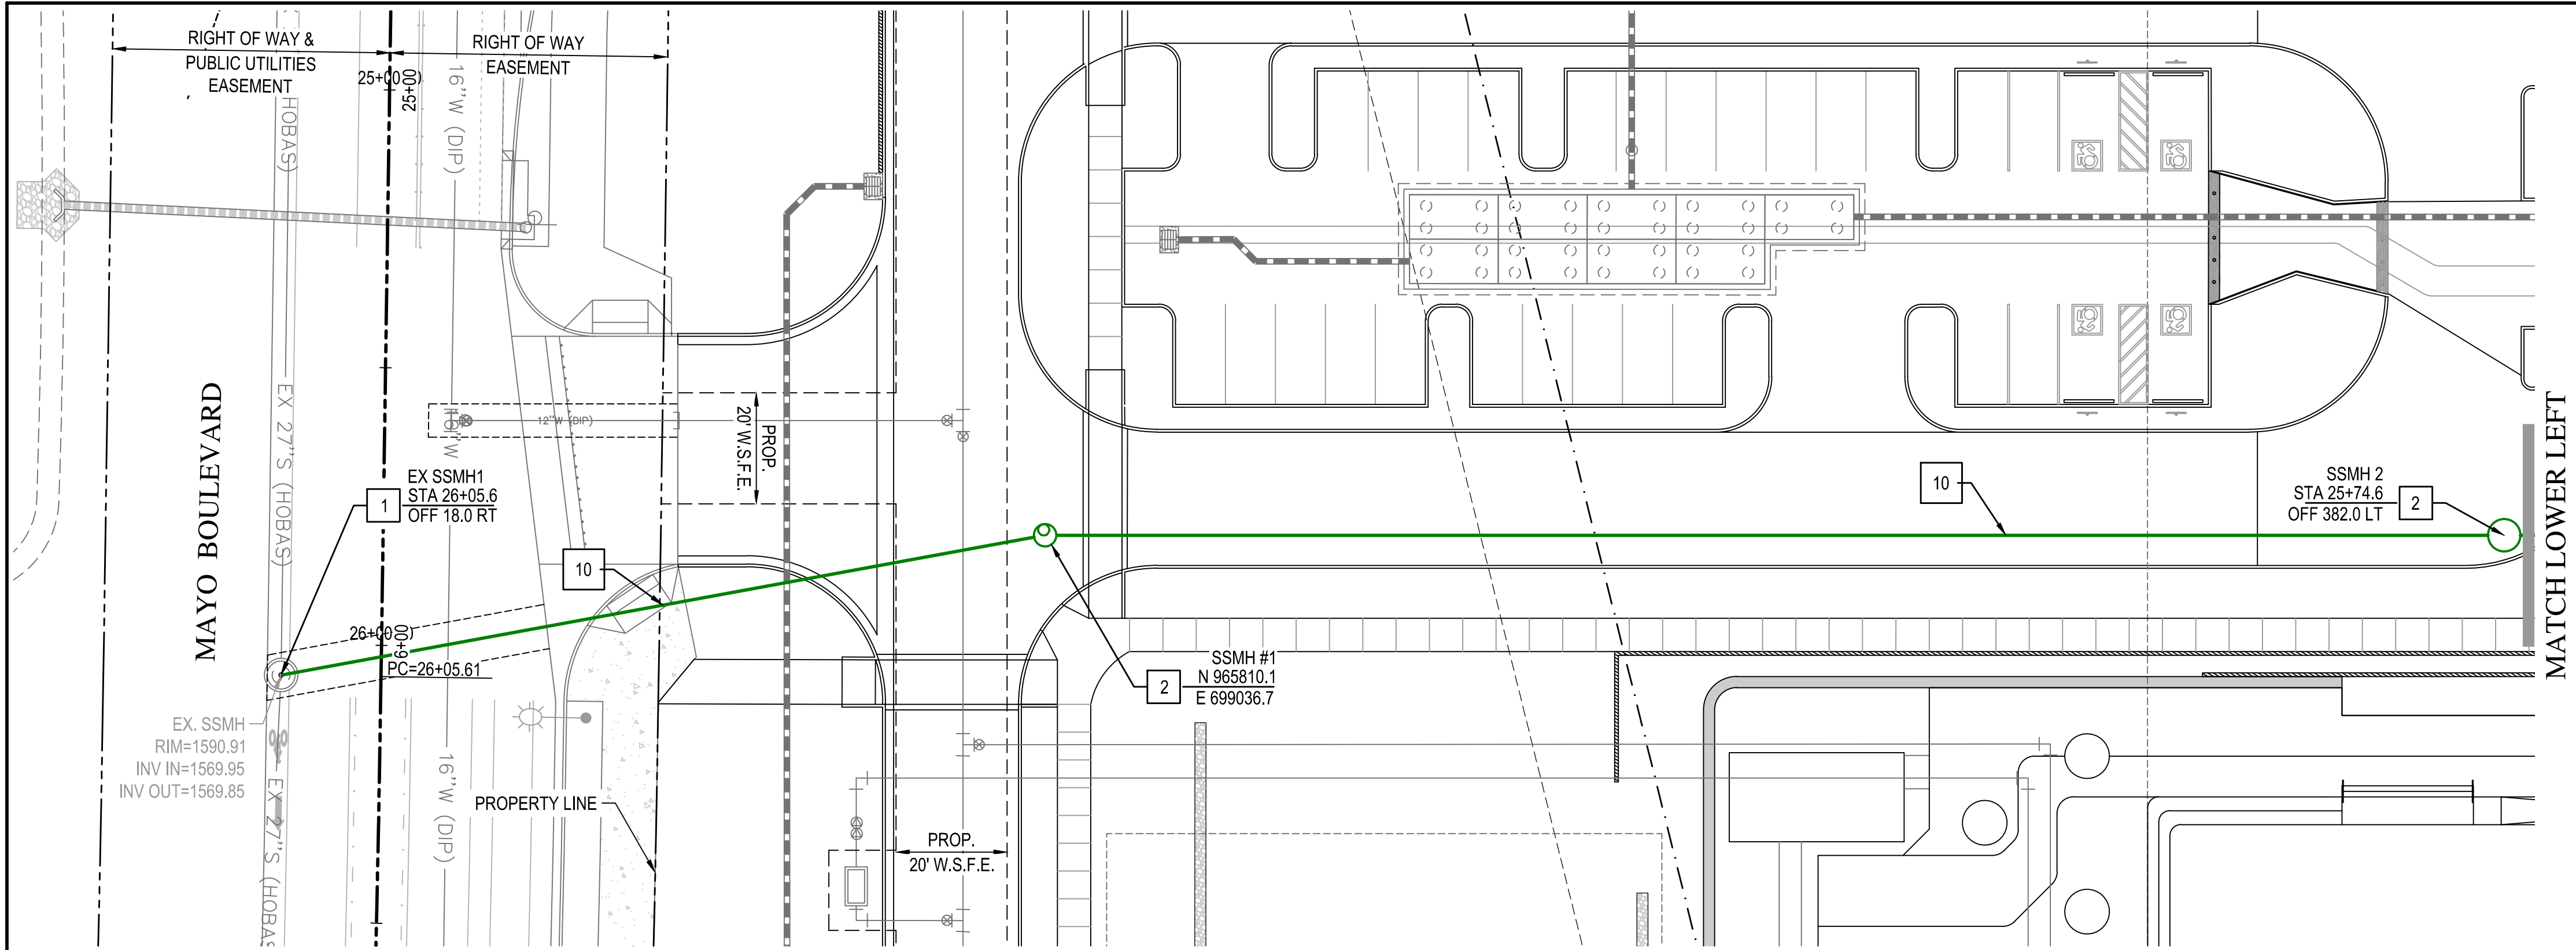 RIGHT OF WAY &
PUBLIC UTILITIES
EASEMENT
RIGHT OF WAY
EASEMENT
25+00
25+00
16"W (DIP)
HOBAS)
EX 27"S (HOBAS)
MAYO BOULEVARD
12"W (DIP)
PROP.
20' W.S.F.E.
1
EX SSMH1
STA 26+05.6
OFF 18.0 RT
10
10
SSMH 2
STA 25+74.6
OFF 382.0 LT
2
MATCH LOWER LEFT
26+00
PC=26+05.61
2
SSMH #1
N 965810.1
E 699036.7
EX. SSMH
RIM=1590.91
INV IN=1569.95
INV OUT=1569.85
EX 27"S (HOBAS
16"W (DIP)
PROPERTY LINE
PROP.
20' W.S.F.E.